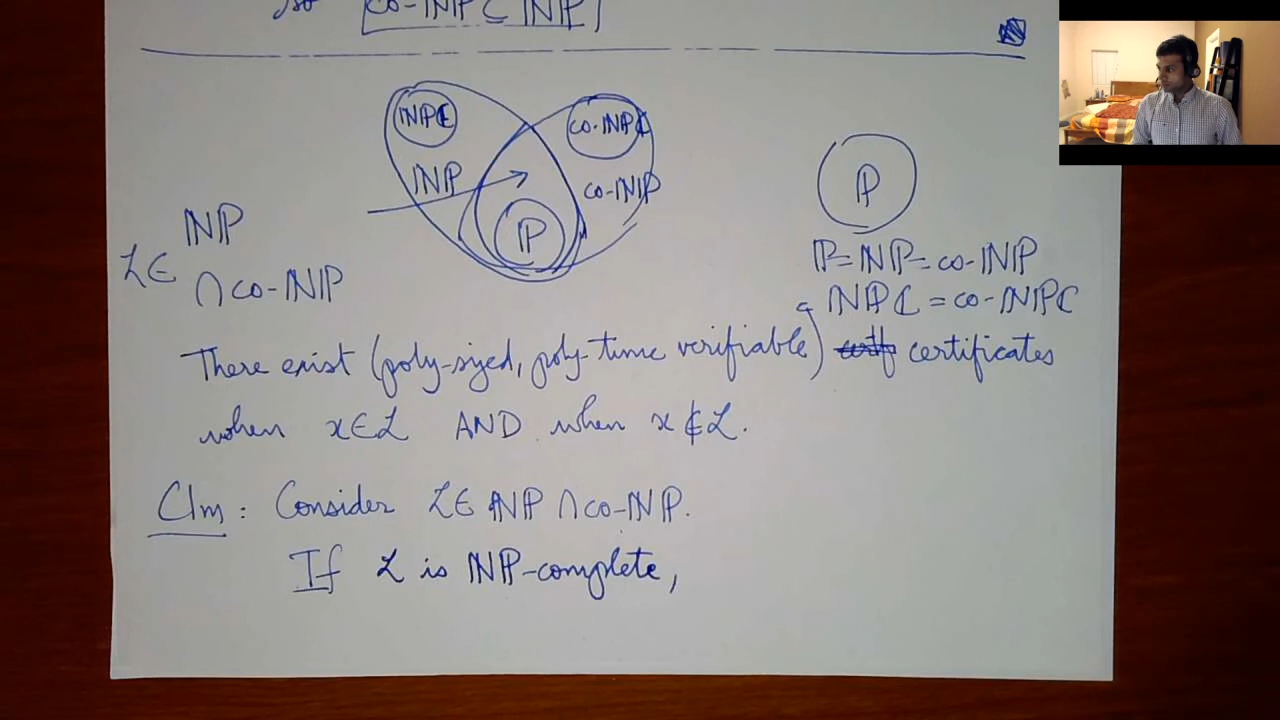 co-NP ⊂ NP
NPC
co-NPC
NP
co-NP
P
P
NP
L∈
∩ co-NP
P = NP = co-NP
NPC = co-NPC
There exist (poly-sized, poly-time verifiable) certificates
when x∈L AND when x∉L.
Clm: Consider L∈ NP ∩ co-NP.
If L is NP-complete,